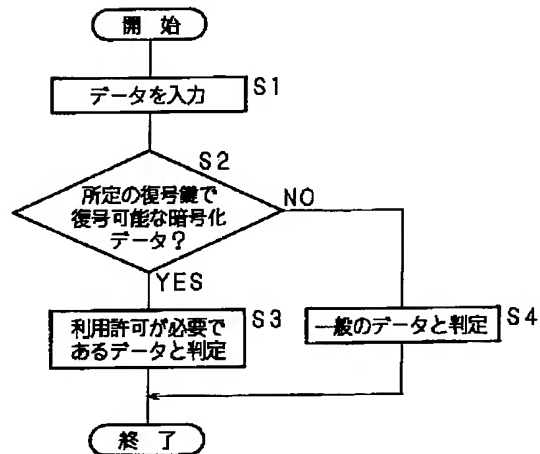 開 始
データを入力
S1
S2
所定の復号鍵で
復号可能な暗号化
データ?
NO
YES
利用許可が必要で
あるデータと判定
S3
一般のデータと判定
S4
終 了